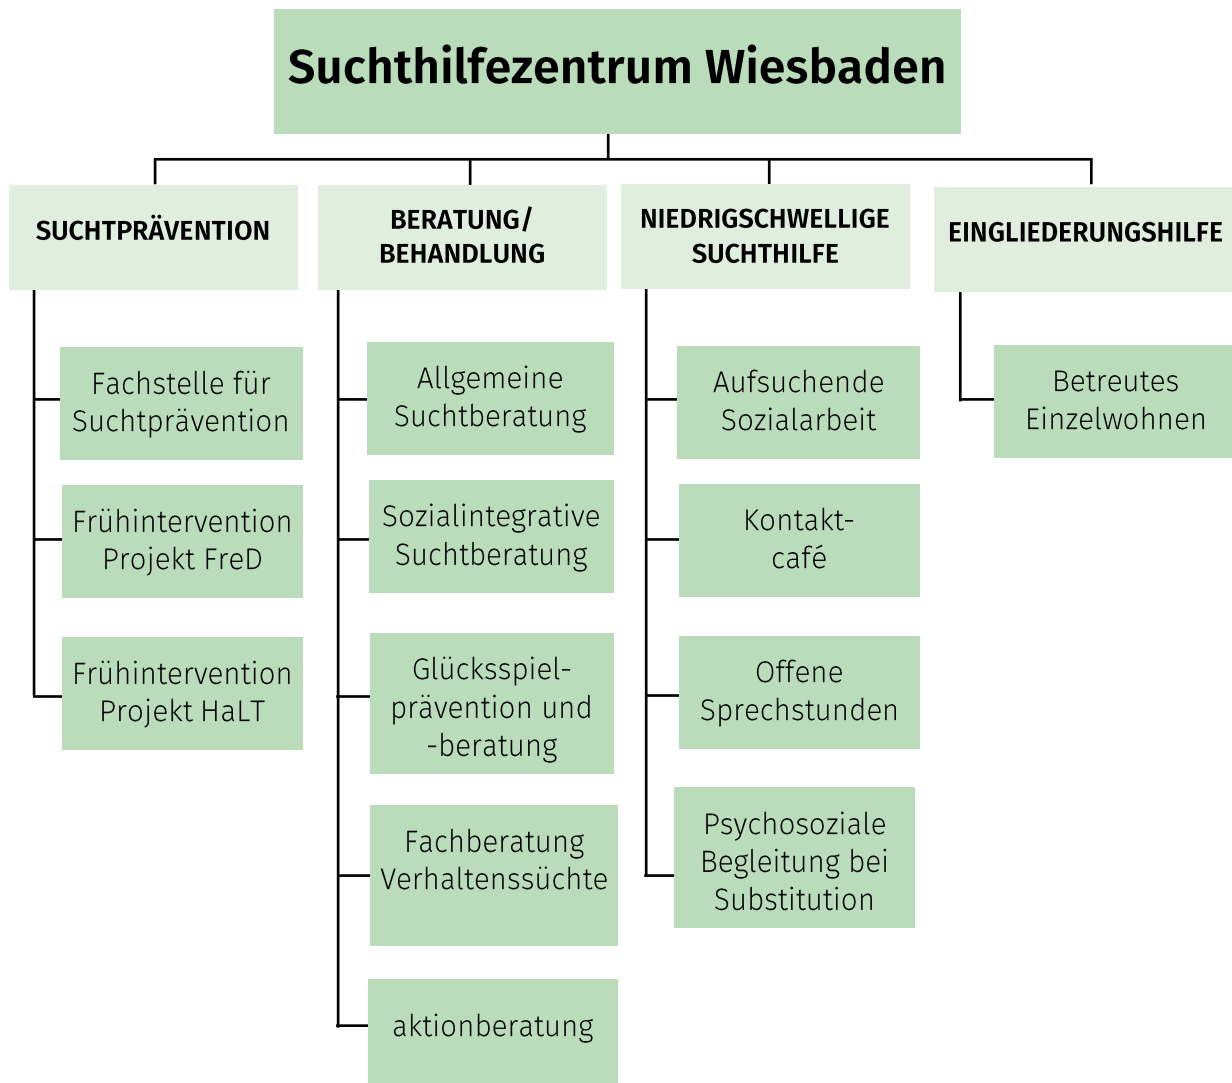 Suchthilfezentrum Wiesbaden
SUCHTPRÄVENTION
Fachstelle für
Suchtprävention
Frühintervention
Projekt FreD
Frühintervention
Projekt HaLT
BERATUNG/
BEHANDLUNG
Allgemeine
Suchtberatung
Sozialintegrative
Suchtberatung
Glücksspiel-
prävention und
-beratung
Fachberatung
Verhaltenssüchte
aktionberatung
NIEDRIGSCHWELLIGE
SUCHTHILFE
Aufsuchende
Sozialarbeit
Kontakt-
café
Offene
Sprechstunden
Psychosoziale
Begleitung bei
Substitution
EINGLIEDERUNGSHILFE
Betreutes
Einzelwohnen